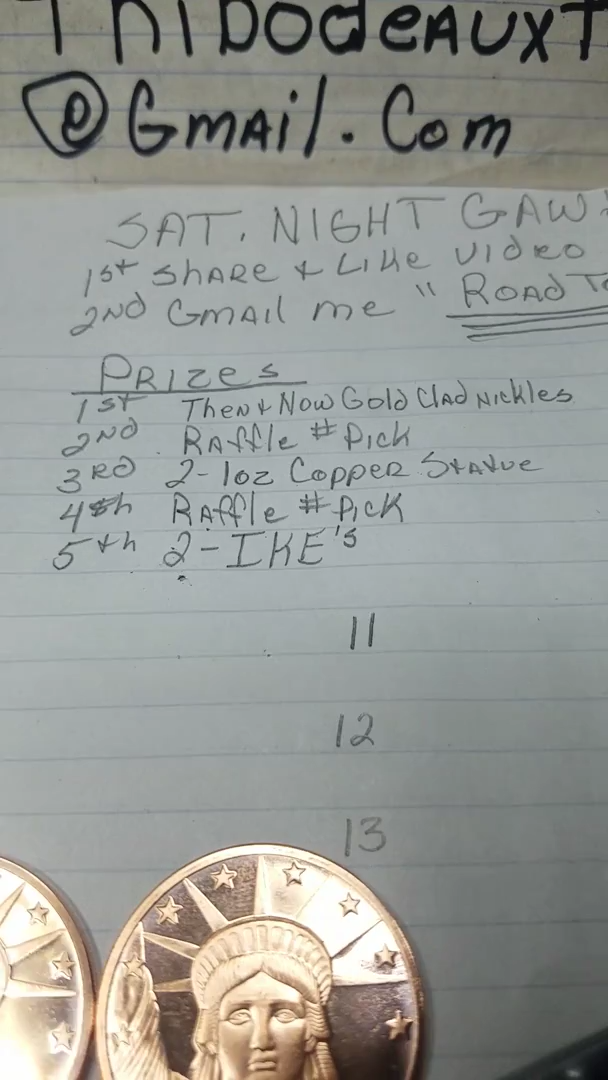 ThiBODeAUXT
@GMAil.Com
SAT. NIGHT GAW
1st SHARE & LIKE VIDEO
2ND GMAIL me "ROAD To
PRIZES
1ST Then & Now Gold Clad Nickles
2ND RAffle # Pick
3RD 2-1oz Copper Statue
4th RAffle # Pick
5th 2-IKE's
11
12
13